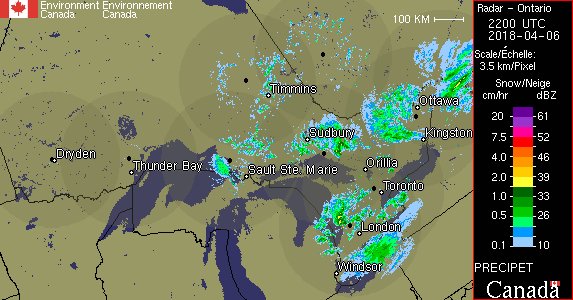 Environment Environnement
Canada Canada
100 KM
Radar - Ontario
2200 UTC
2018-04-06
Scale/Échelle:
3.5 km/Pixel
Snow/Neige
cm/hr dBZ
20 61
7.5 57
4.0 52
3.0 46
2.0 39
1.0 33
0.5 26
0.1 10
Timmins
Ottawa
Sudbury
Kingston
Dryden
Thunder Bay
Sault Ste. Marie
Orillia
Toronto
London
Windsor
PRECIPET
Canada